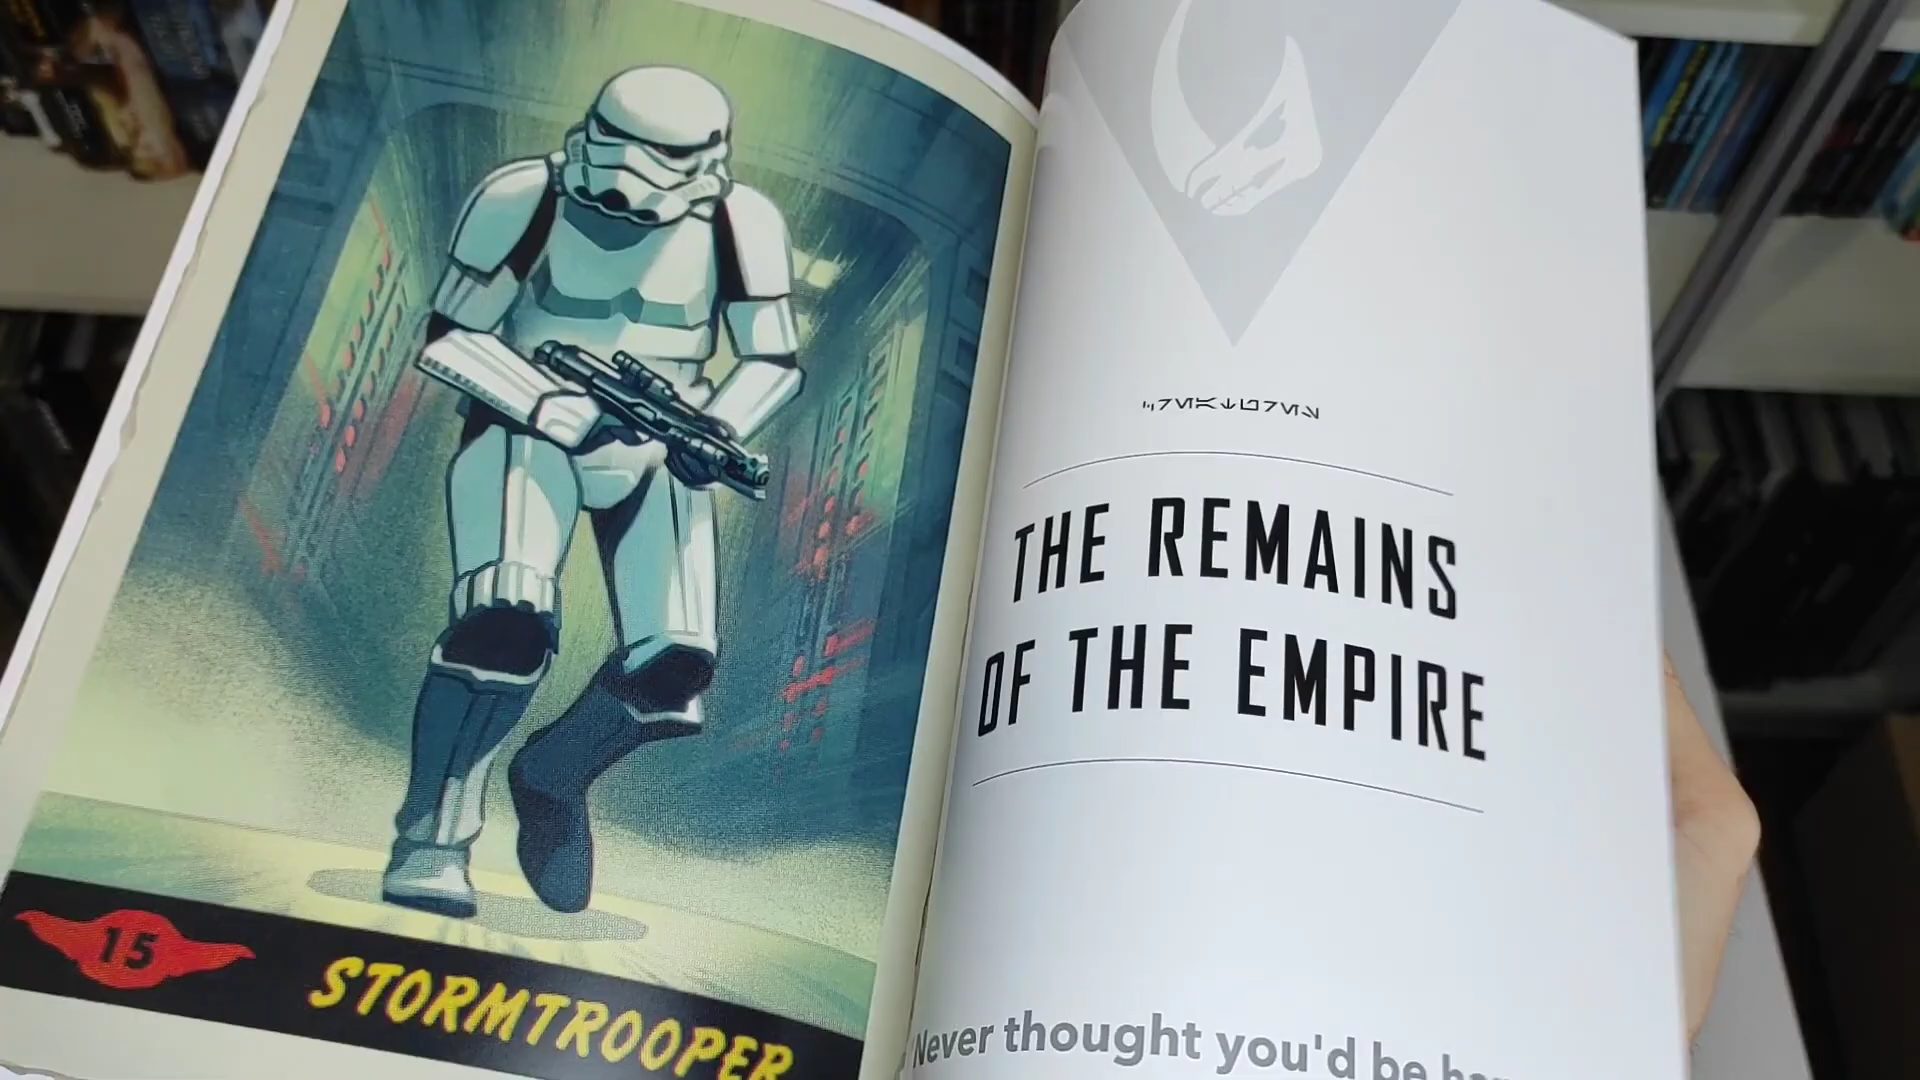 15
STORMTROOPER
THE REMAINS
OF THE EMPIRE
"Never thought you'd be